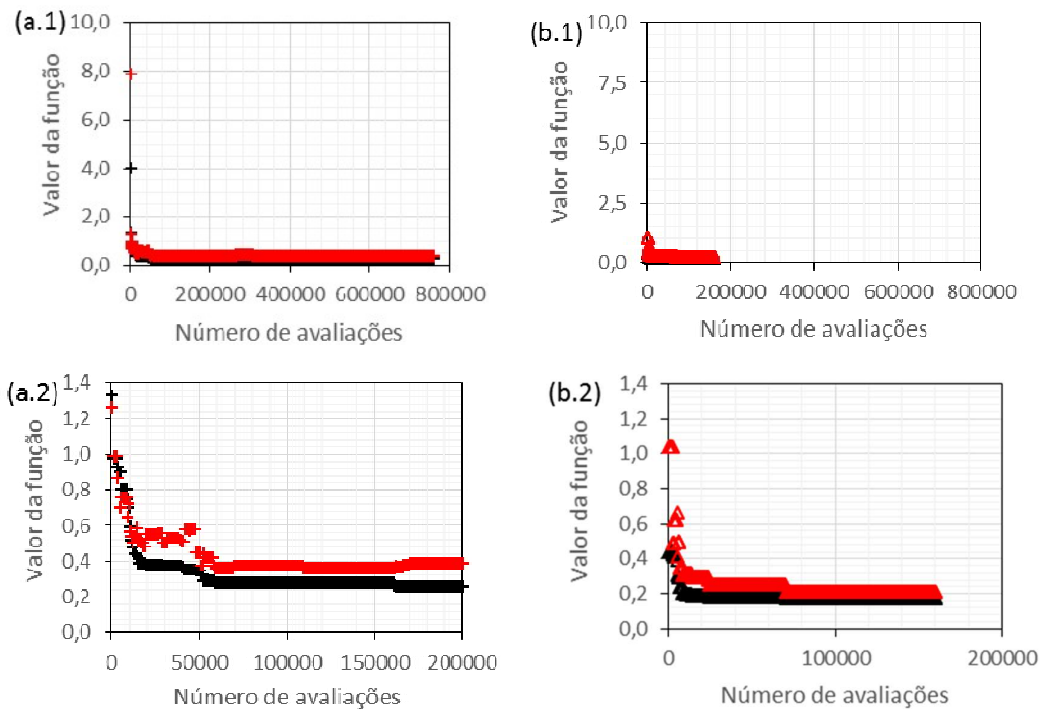 (a.1)
Valor da função
10,0
8,0
6,0
4,0
2,0
0,0
0 200000 400000 600000 800000
Número de avaliações
(b.1)
Valor da função
10,0
7,5
5,0
2,5
0,0
0 200000 400000 600000 800000
Número de avaliações
(a.2)
Valor da função
1,4
1,2
1,0
0,8
0,6
0,4
0,2
0,0
0 50000 100000 150000 200000
Número de avaliações
(b.2)
Valor da função
1,4
1,2
1,0
0,8
0,6
0,4
0,2
0,0
0 100000 200000
Número de avaliações